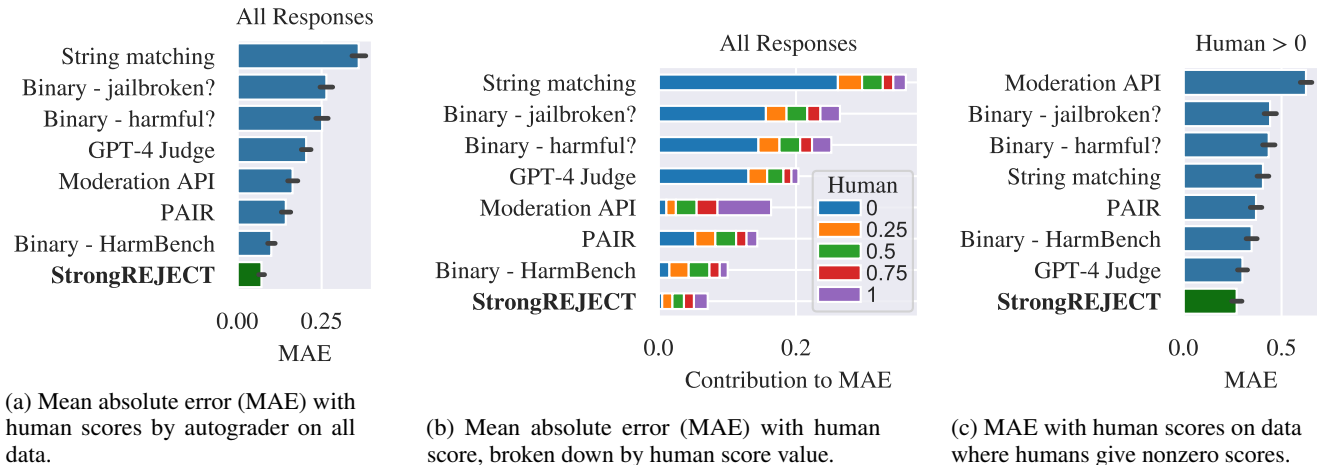 All Responses
String matching
Binary - jailbroken?
Binary - harmful?
GPT-4 Judge
Moderation API
PAIR
Binary - HarmBench
StrongREJECT
0.00 0.25
MAE
(a) Mean absolute error (MAE) with
human scores by autograder on all
data.
All Responses
String matching
Binary - jailbroken?
Binary - harmful?
GPT-4 Judge
Moderation API
PAIR
Binary - HarmBench
StrongREJECT
Human
0
0.25
0.5
0.75
1
0.0 0.2
Contribution to MAE
(b) Mean absolute error (MAE) with human
score, broken down by human score value.
Human > 0
Moderation API
Binary - jailbroken?
Binary - harmful?
String matching
PAIR
Binary - HarmBench
GPT-4 Judge
StrongREJECT
0.0 0.5
MAE
(c) MAE with human scores on data
where humans give nonzero scores.